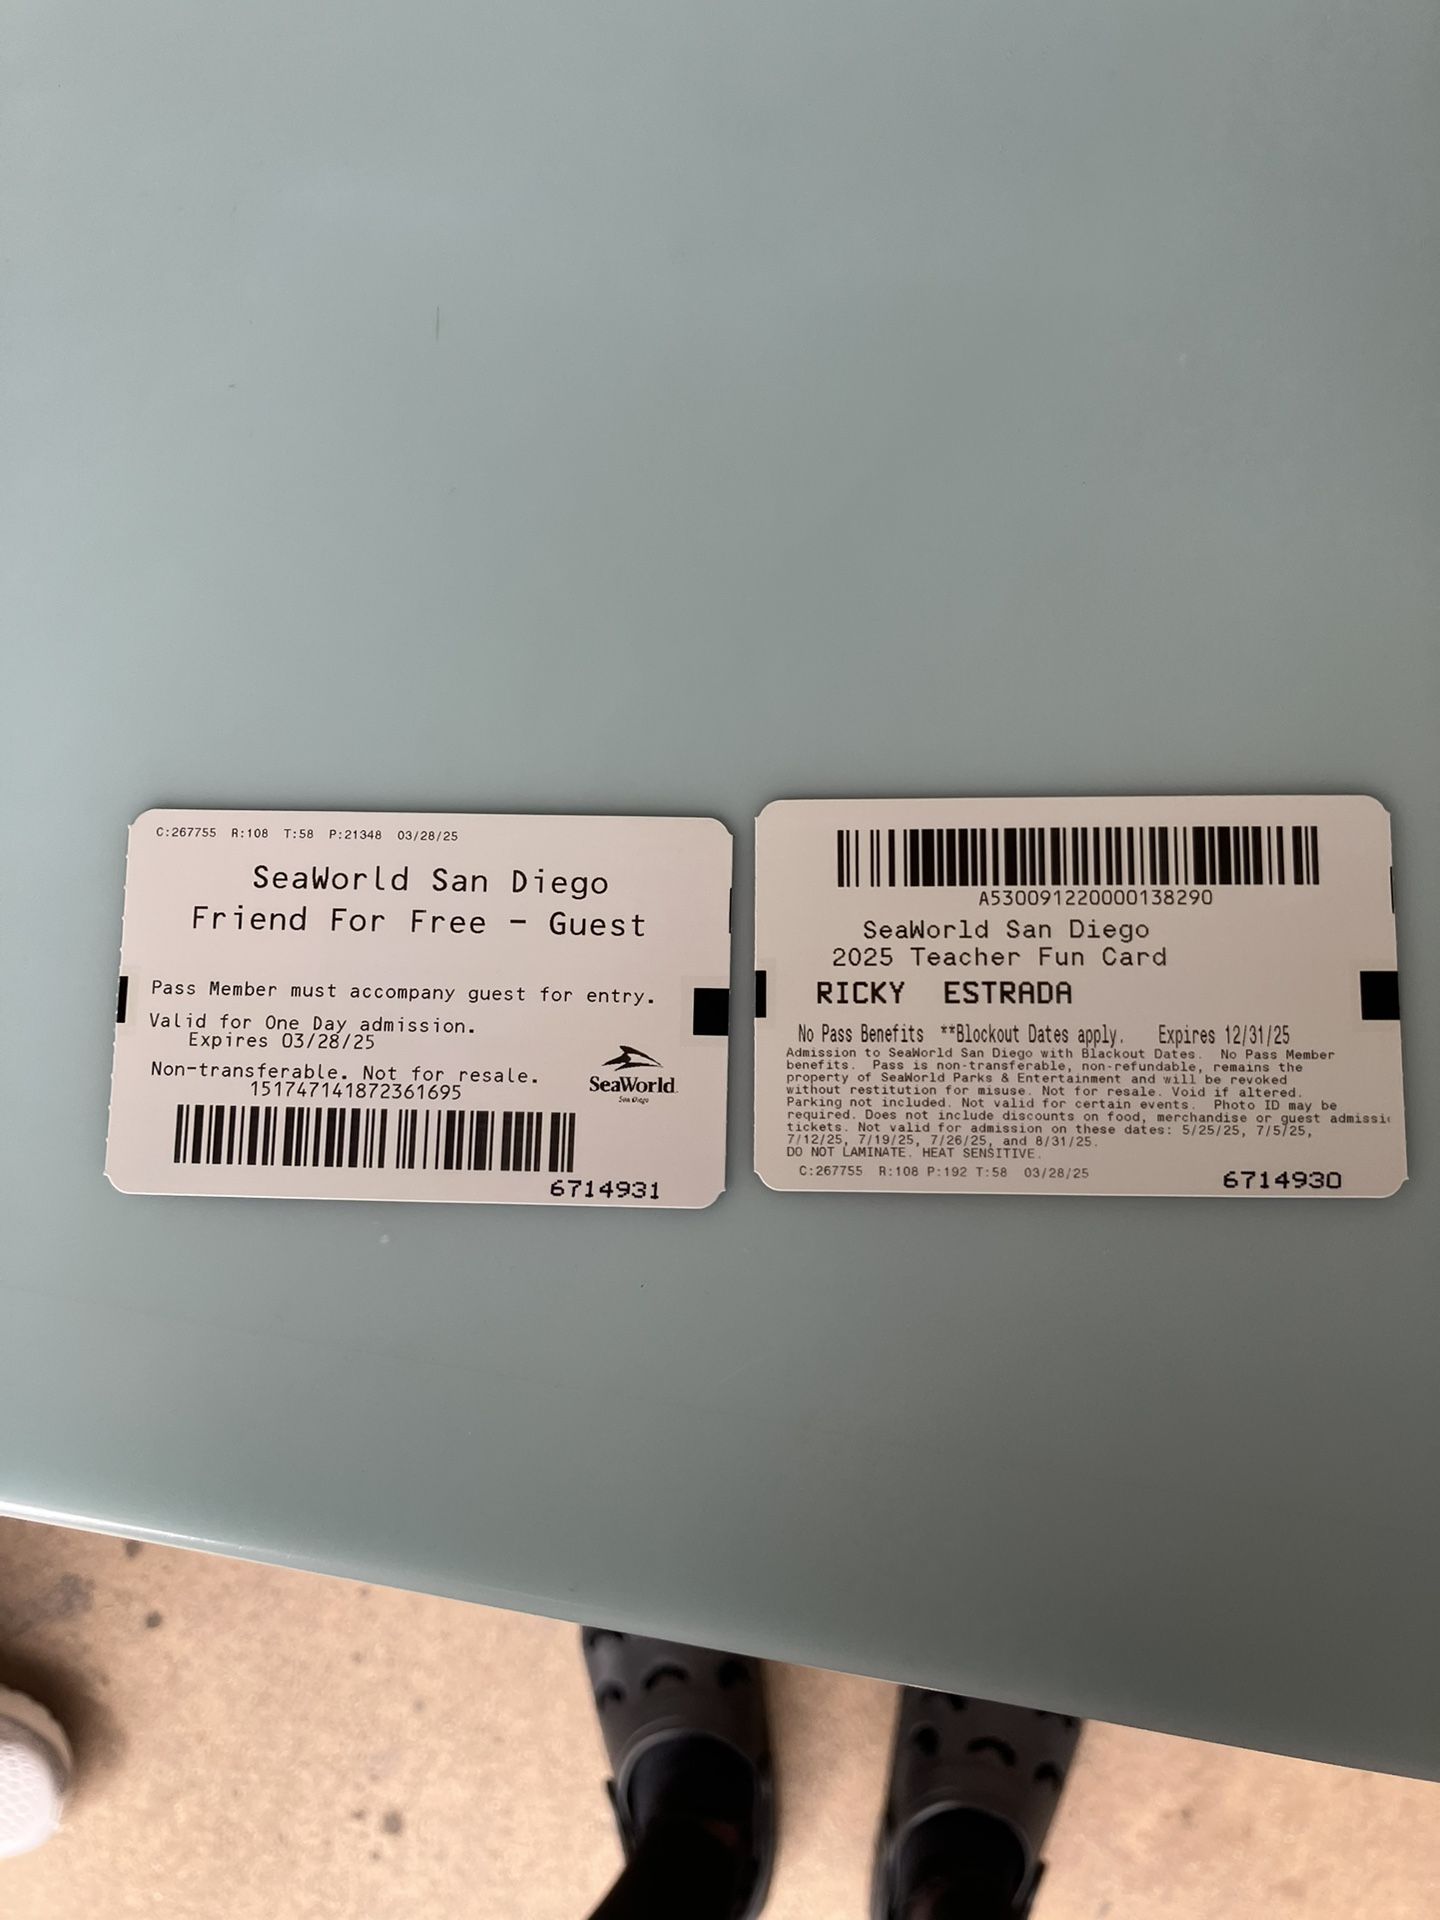 C:267755 R:108 T:58 P:21348 03/28/25
SeaWorld San Diego
Friend For Free - Guest
Pass Member must accompany guest for entry.
Valid for One Day admission.
Expires 03/28/25
Non-transferable. Not for resale.
151747141872361695
SeaWorld
San Diego
6714931
A530091220000138290
SeaWorld San Diego
2025 Teacher Fun Card
RICKY ESTRADA
No Pass Benefits **Blockout Dates apply. Expires 12/31/25
Admission to SeaWorld San Diego with Blackout Dates. No Pass Member
benefits. Pass is non-transferable, non-refundable, remains the
property of SeaWorld Parks & Entertainment and will be revoked
without restitution for misuse. Not for resale. Void if altered.
Parking not included. Not valid for certain events. Photo ID may be
required. Does not include discounts on food, merchandise or guest admissi
tickets. Not valid for admission on these dates: 5/25/25, 7/5/25,
7/12/25, 7/19/25, 7/26/25, and 8/31/25.
DO NOT LAMINATE. HEAT SENSITIVE.
C:267755 R:108 P:192 T:58 03/28/25
6714930